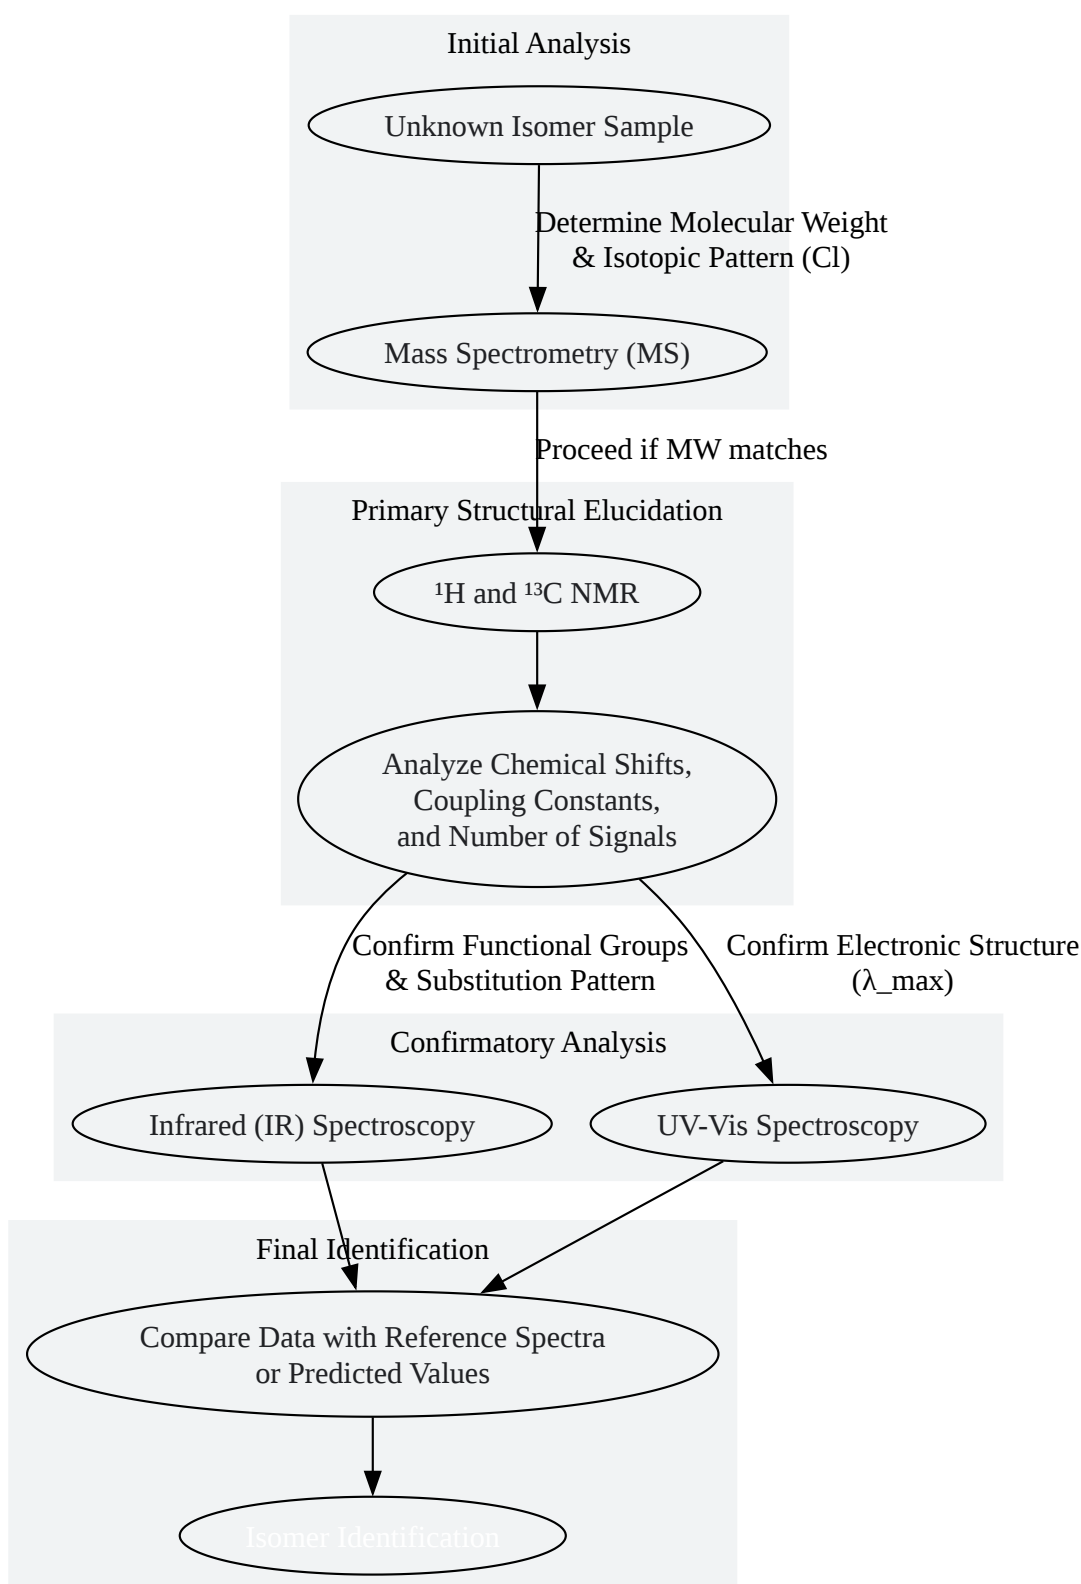 Initial Analysis
Unknown Isomer Sample
Determine Molecular Weight
& Isotopic Pattern (Cl)
Mass Spectrometry (MS)
Proceed if MW matches
Primary Structural Elucidation
¹H and ¹³C NMR
Analyze Chemical Shifts,
Coupling Constants,
and Number of Signals
Confirm Functional Groups
& Substitution Pattern
Confirm Electronic Structure
(λ_max)
Confirmatory Analysis
Infrared (IR) Spectroscopy
UV-Vis Spectroscopy
Final Identification
Compare Data with Reference Spectra
or Predicted Values
Isomer Identification